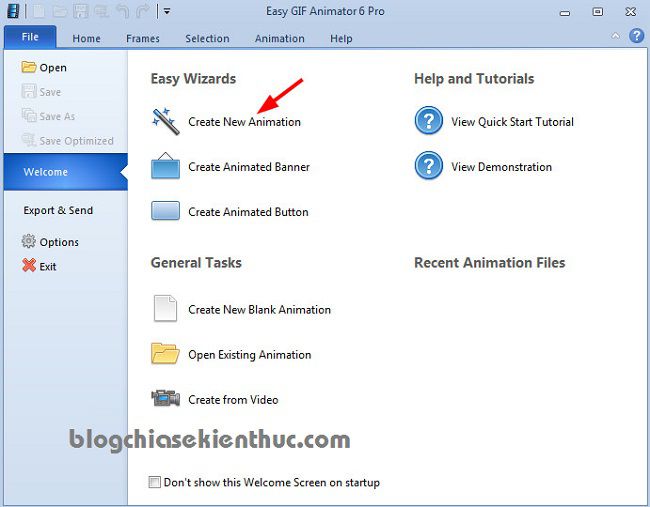 Easy GIF Animator 6 Pro
File Home Frames Selection Animation Help
Open
Save
Save As
Save Optimized
Welcome
Export & Send
Options
Exit
Easy Wizards
Create New Animation
Create Animated Banner
Create Animated Button
General Tasks
Create New Blank Animation
Open Existing Animation
Create from Video
Help and Tutorials
View Quick Start Tutorial
View Demonstration
Recent Animation Files
blogchiasekienthuc.com
Don't show this Welcome Screen on startup